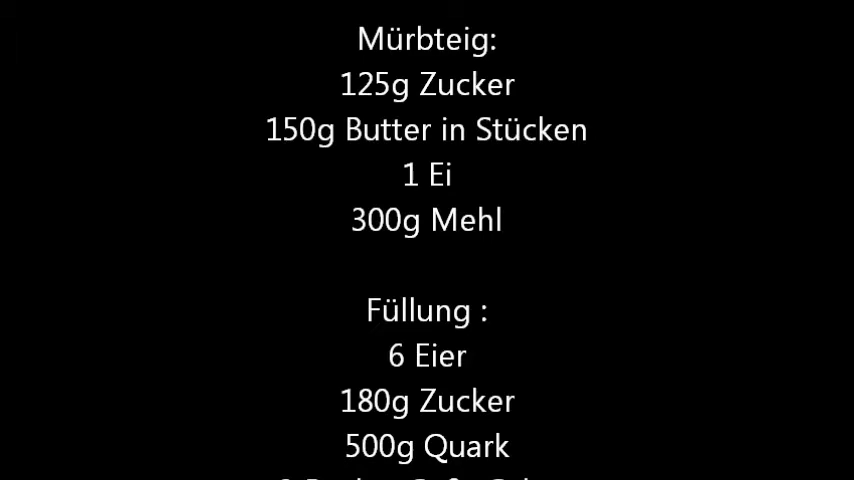 Mürbteig:
125g Zucker
150g Butter in Stücken
1 Ei
300g Mehl
Füllung :
6 Eier
180g Zucker
500g Quark